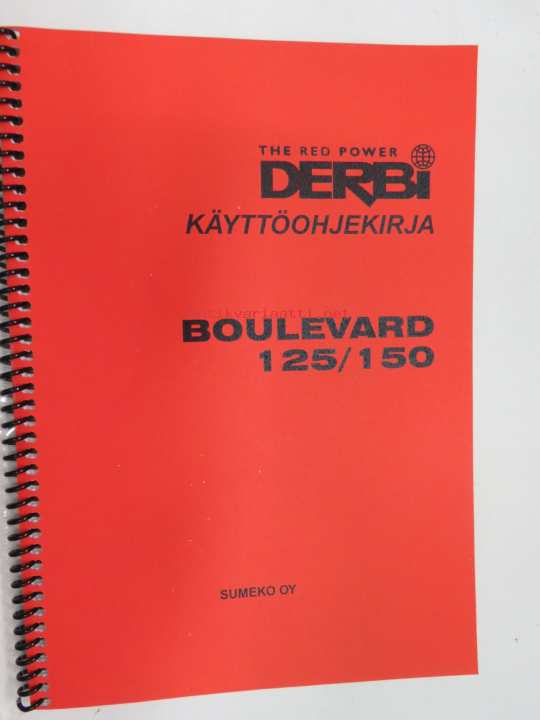 THE RED POWER
DERBi
KÄYTTÖOHJEKIRJA
BOULEVARD
125/150
SUMEKO OY